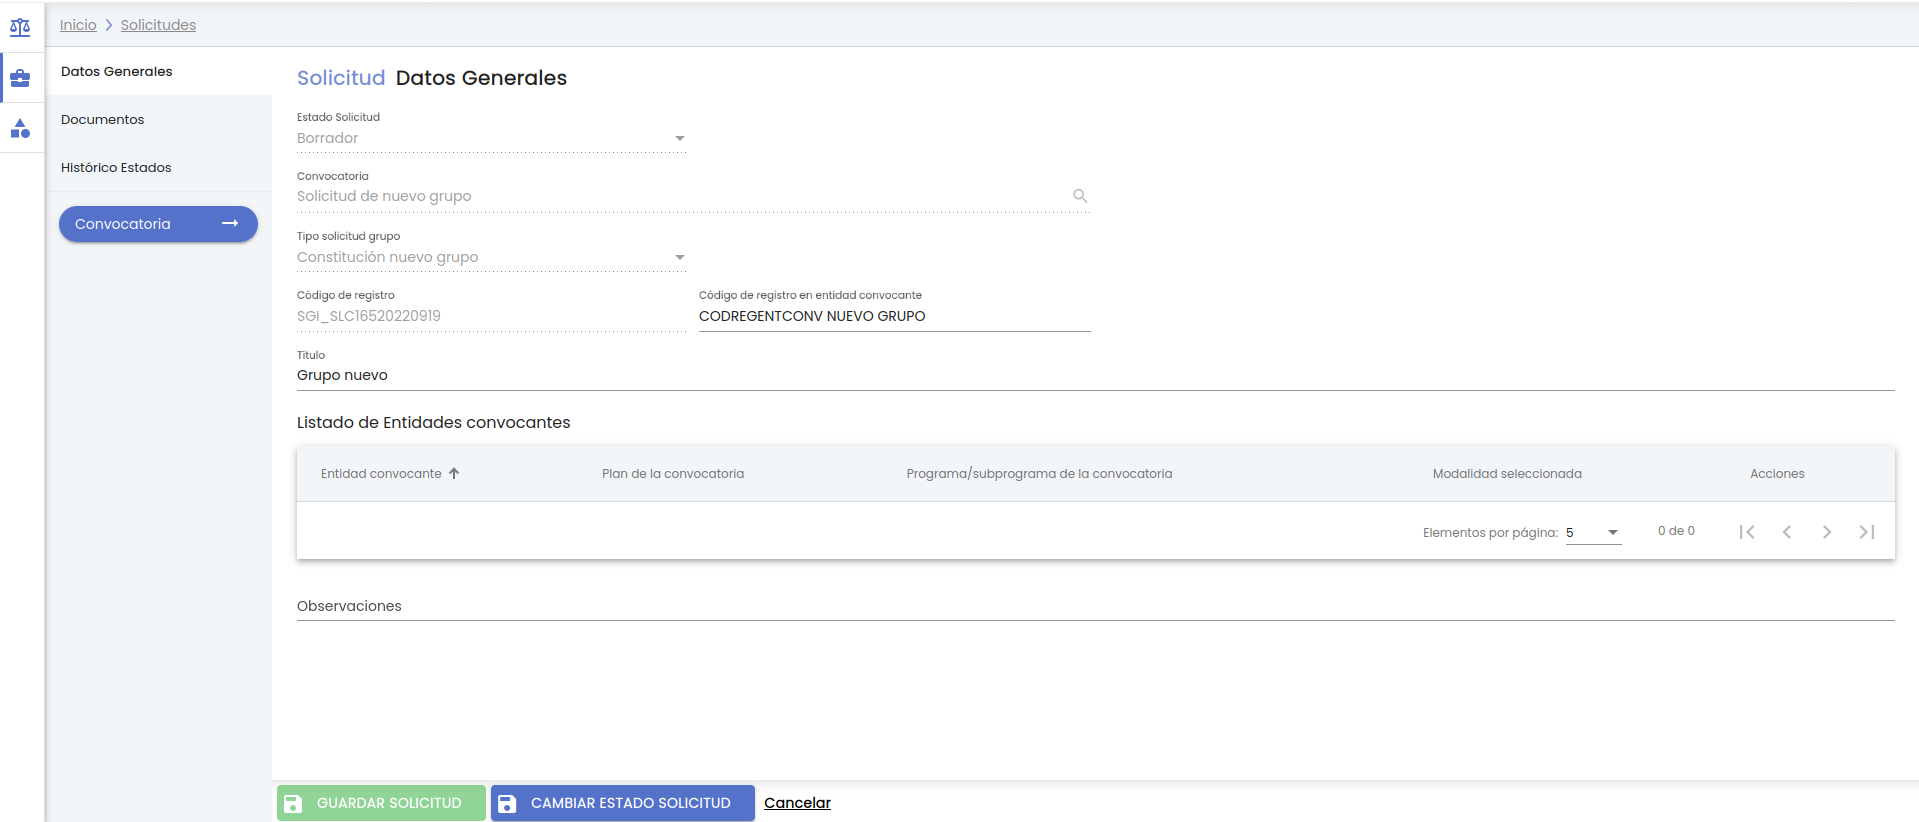 Inicio Solicitudes
Datos Generales
Documentos
Histórico Estados
Convocatoria
Solicitud Datos Generales
Estado Solicitud
Borrador
Convocatoria
Solicitud de nuevo grupo
Tipo solicitud grupo
Constitución nuevo grupo
Código de registro Código de registro en entidad convocante
SGI_SLC16520220919 CODREGENTCONV NUEVO GRUPO
Título
Grupo nuevo
Listado de Entidades convocantes
Entidad convocante Plan de la convocatoria Programa/subprograma de la convocatoria Modalidad seleccionada Acciones
Elementos por página: 5 0 de 0
Observaciones
GUARDAR SOLICITUD CAMBIAR ESTADO SOLICITUD Cancelar